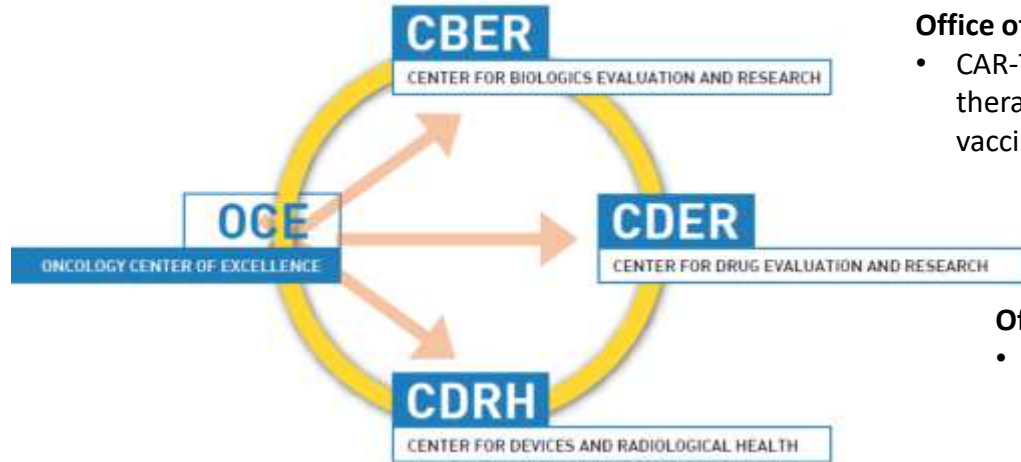 CBER
CENTER FOR BIOLOGICS EVALUATION AND RESEARCH
Office of
• CAR-T
thera
vacci
OCE
ONCOLOGY CENTER OF EXCELLENCE
CDER
CENTER FOR DRUG EVALUATION AND RESEARCH
•
CDRH
CENTER FOR DEVICES AND RADIOLOGICAL HEALTH